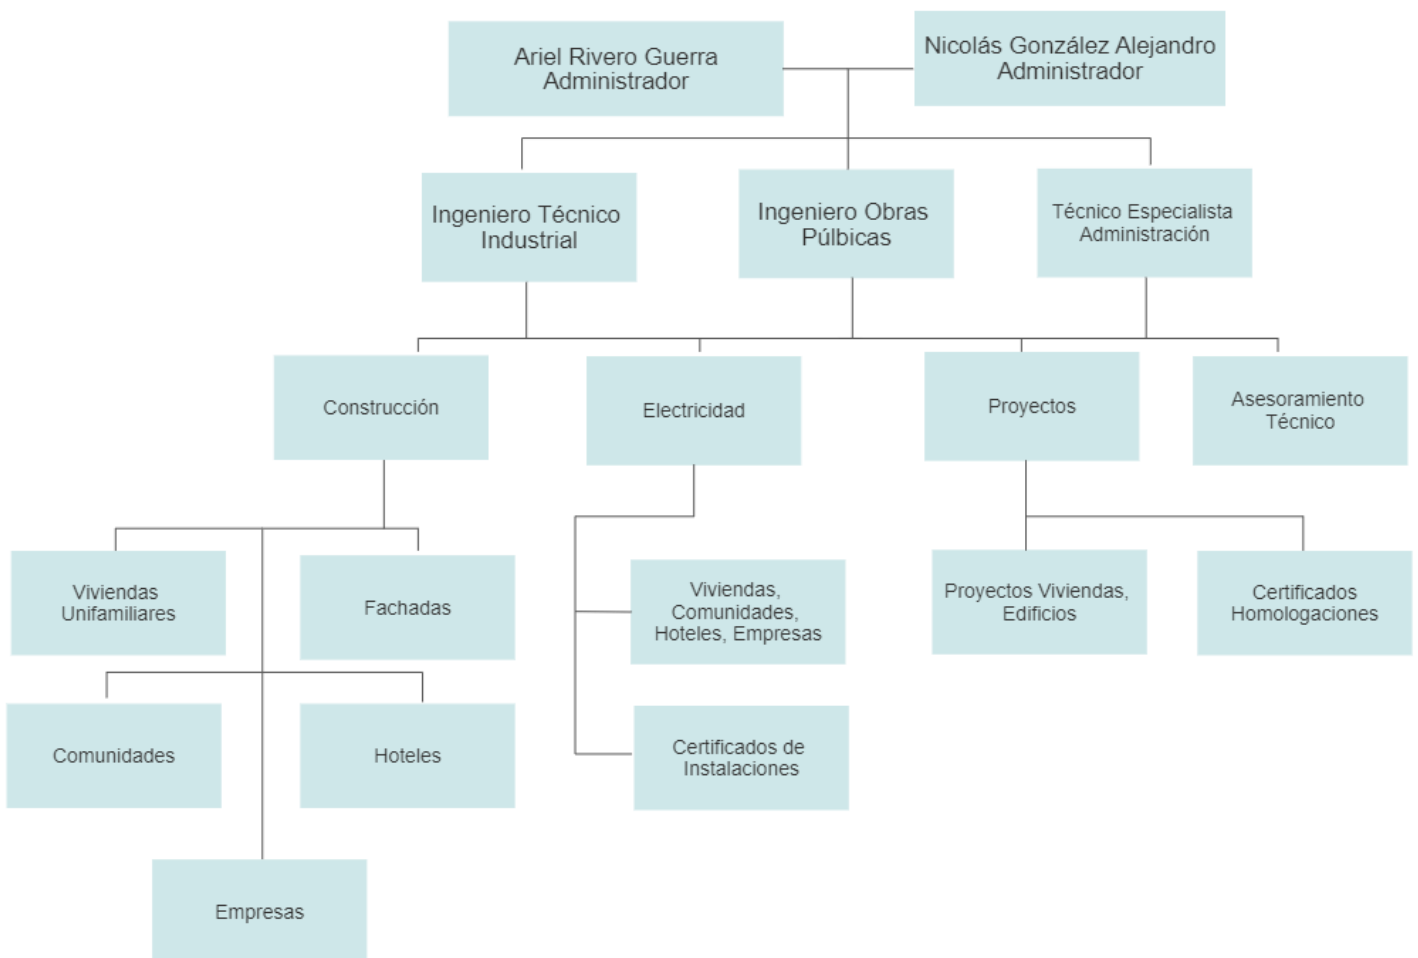 Ariel Rivero Guerra
Administrador
Nicolás González Alejandro
Administrador
Ingeniero Técnico
Industrial
Ingeniero Obras
Púlbicas
Técnico Especialista
Administración
Construcción
Electricidad
Proyectos
Asesoramiento
Técnico
Viviendas
Unifamiliares
Fachadas
Viviendas,
Comunidades,
Hoteles, Empresas
Proyectos Viviendas,
Edificios
Certificados
Homologaciones
Comunidades
Hoteles
Certificados de
Instalaciones
Empresas